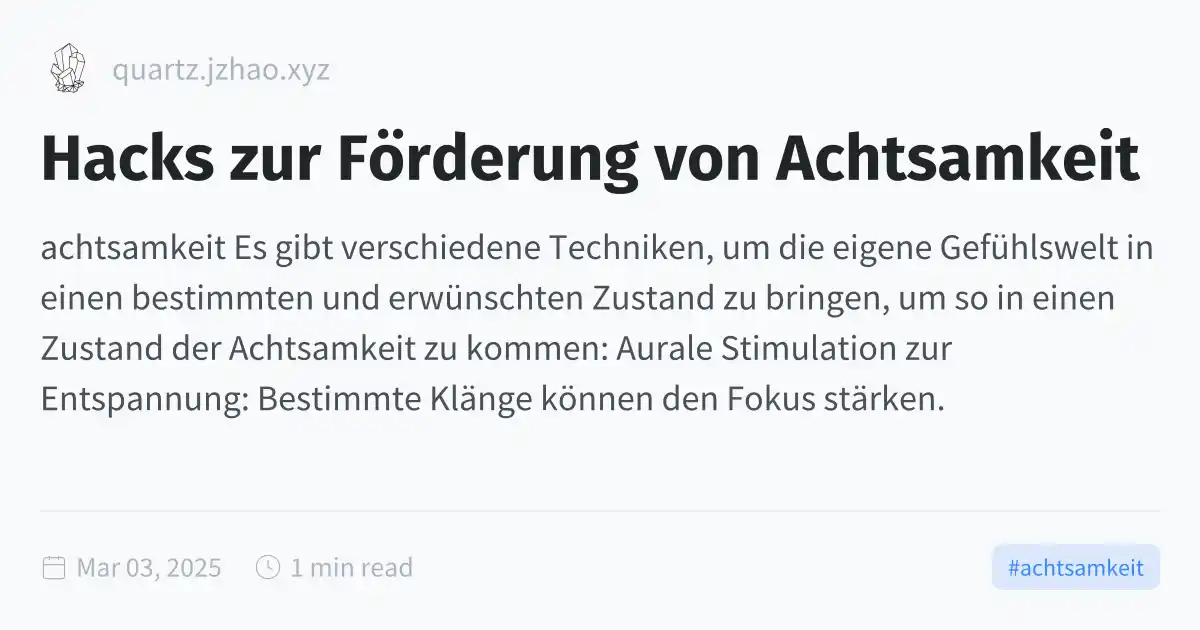 quartz.jzhao.xyz
Hacks zur Förderung von Achtsamkeit
achtsamkeit Es gibt verschiedene Techniken, um die eigene Gefühlswelt in
einen bestimmten und erwünschten Zustand zu bringen, um so in einen
Zustand der Achtsamkeit zu kommen: Aurale Stimulation zur
Entspannung: Bestimmte Klänge können den Fokus stärken.
Mar 03, 2025 1 min read #achtsamkeit